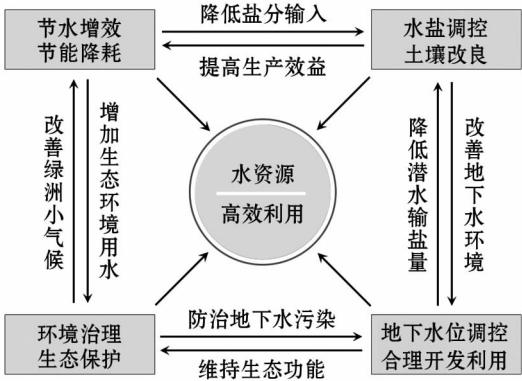 节水增效
节能降耗
降低盐分输入
提高生产效益
水盐调控
土壤改良
改善绿洲小气候
增加生态环境用水
水资源
高效利用
降低潜水输盐量
改善地下水环境
环境治理
生态保护
防治地下水污染
维持生态功能
地下水位调控
合理开发利用